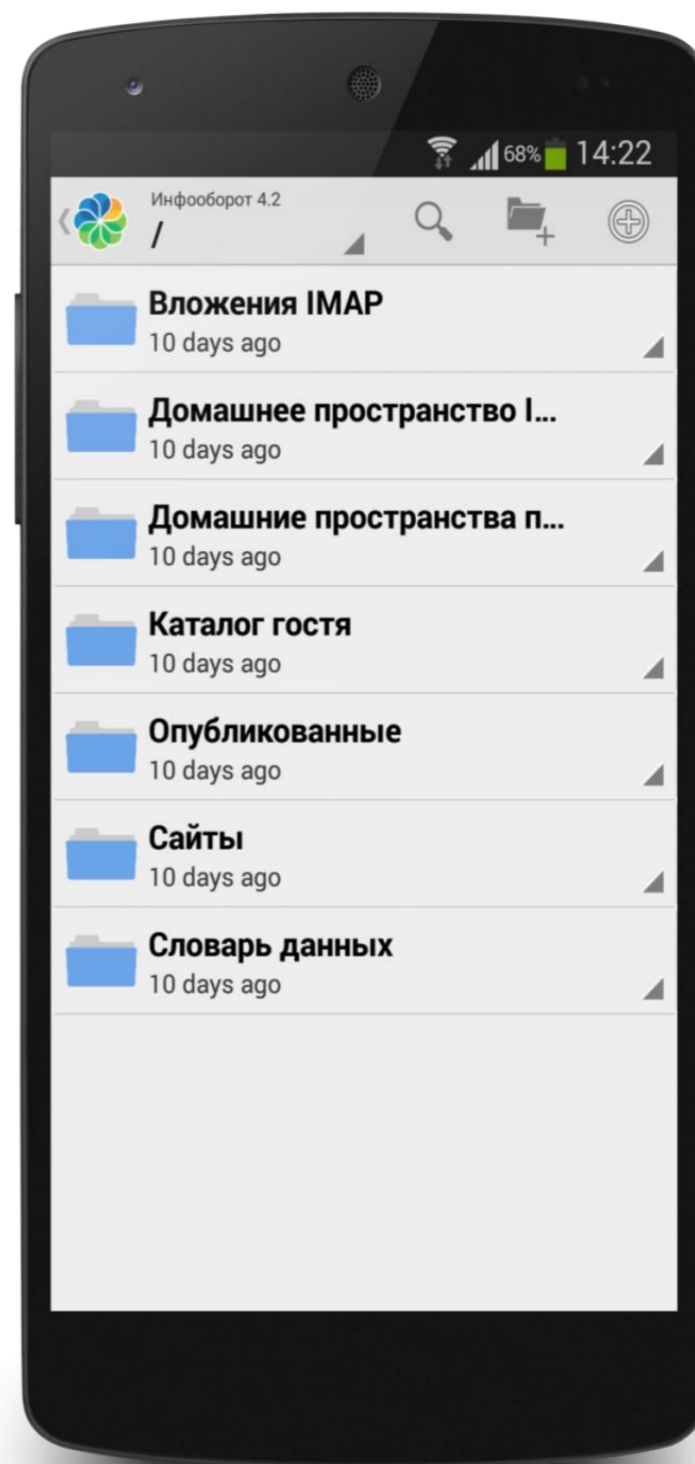 68% 14:22
Инфооборот 4.2
/
Вложения IMAP
10 days ago
Домашнее пространство I...
10 days ago
Домашние пространства п...
10 days ago
Каталог гостя
10 days ago
Опубликованные
10 days ago
Сайты
10 days ago
Словарь данных
10 days ago